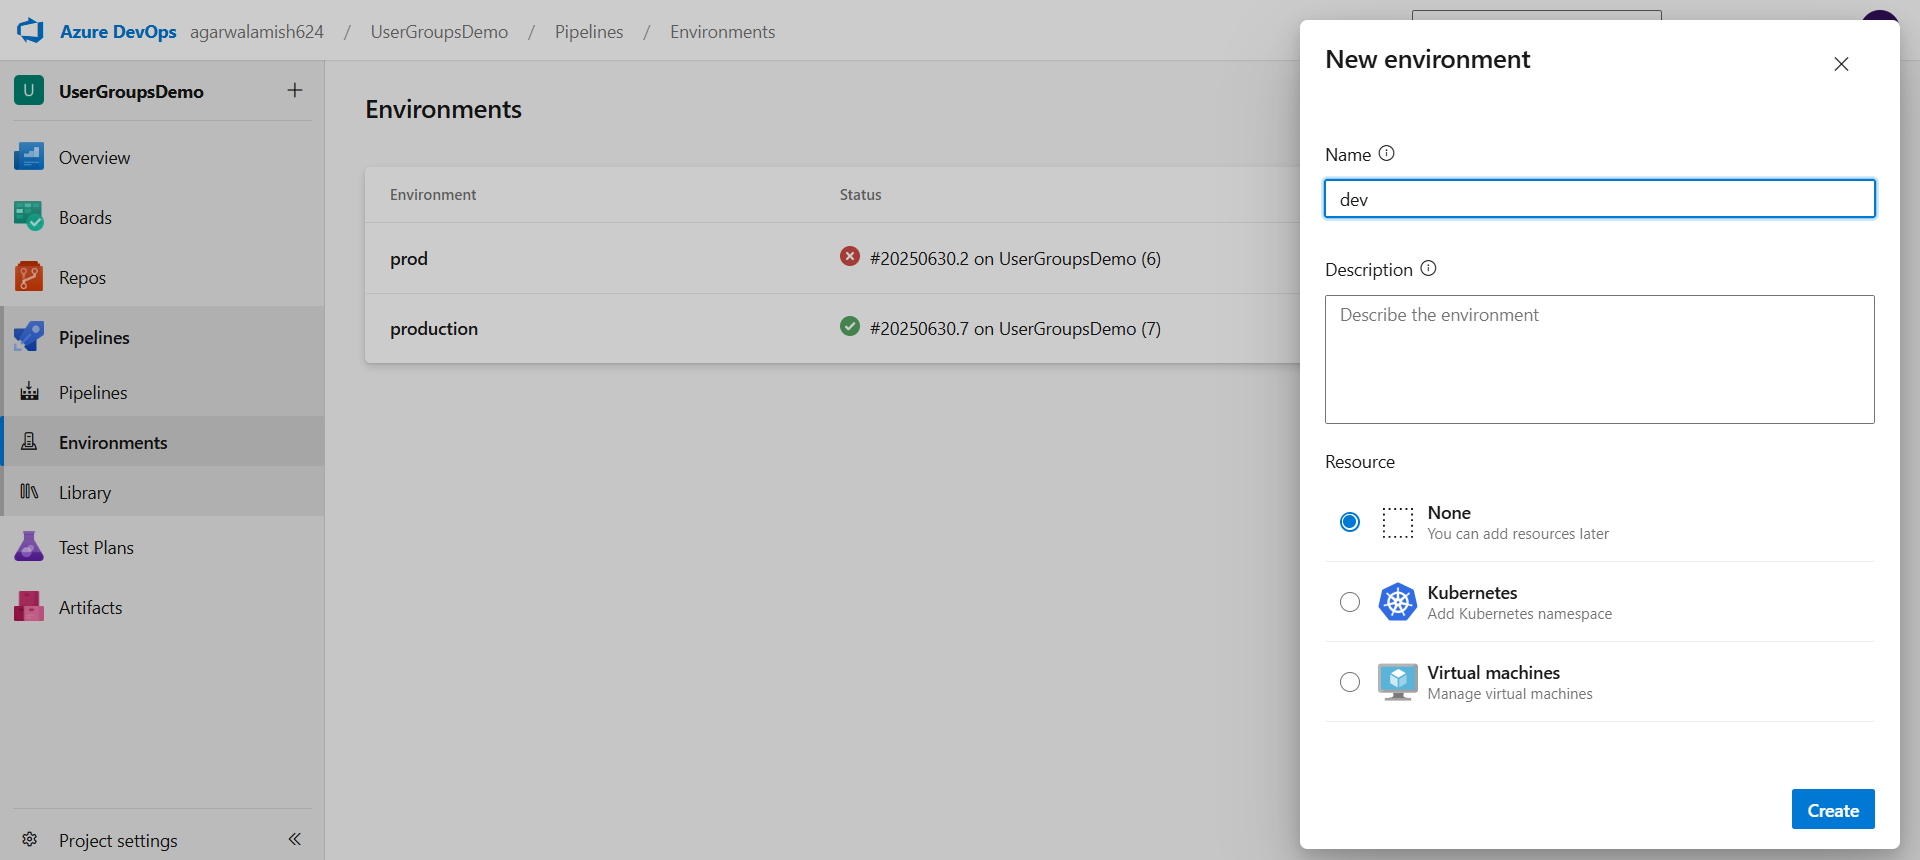 Azure DevOps agarwalamish624 / UserGroupsDemo / Pipelines / Environments
U UserGroupsDemo
Overview
Boards
Repos
Pipelines
Pipelines
Environments
Library
Test Plans
Artifacts
Project settings
Environments
Environment Status
prod #20250630.2 on UserGroupsDemo (6)
production #20250630.7 on UserGroupsDemo (7)
New environment
Name
dev
Description
Describe the environment
Resource
None
You can add resources later
Kubernetes
Add Kubernetes namespace
Virtual machines
Manage virtual machines
Create